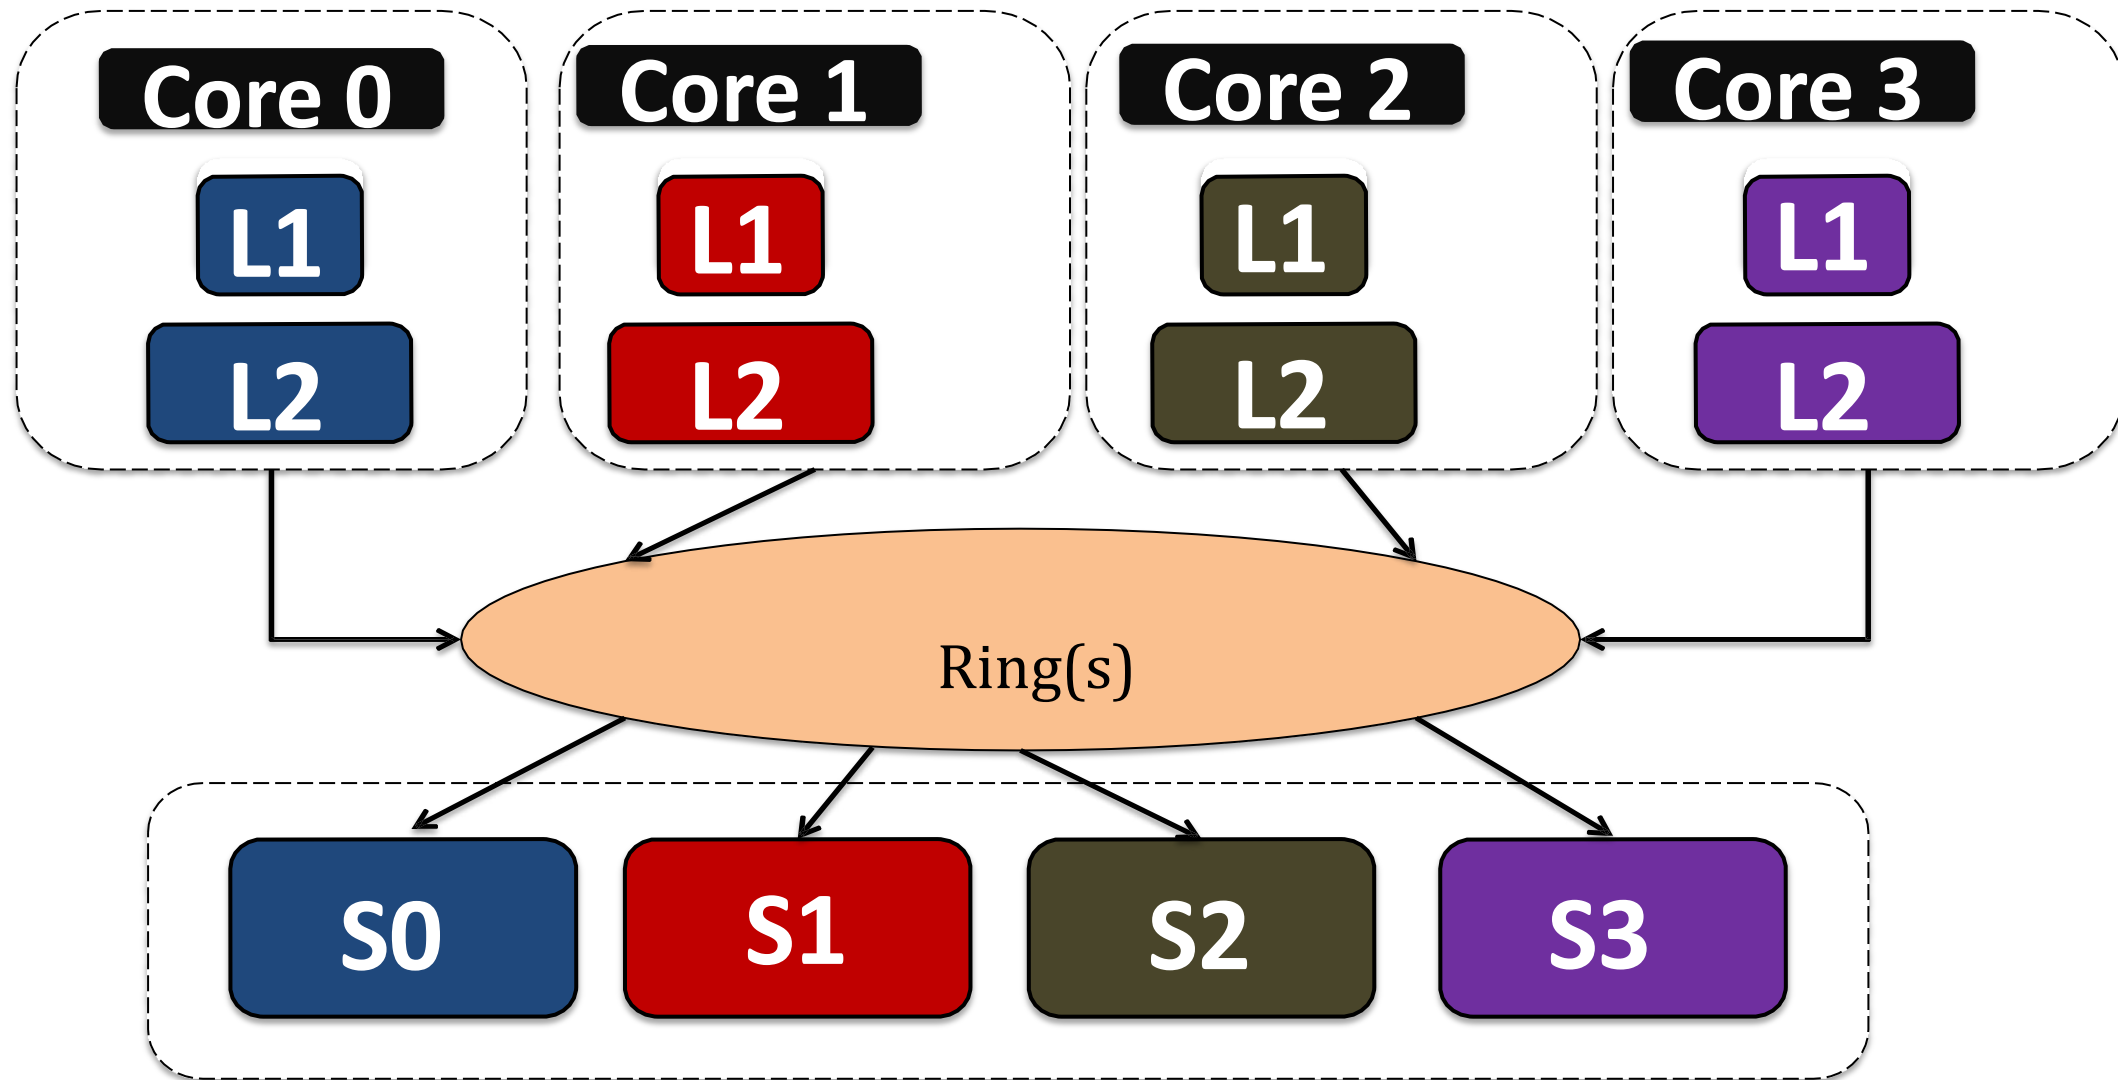 Core 0
Core 1
Core 2
Core 3
L1
L1
L1
L1
L2
L2
L2
L2
Ring(s)
S0
S1
S2
S3